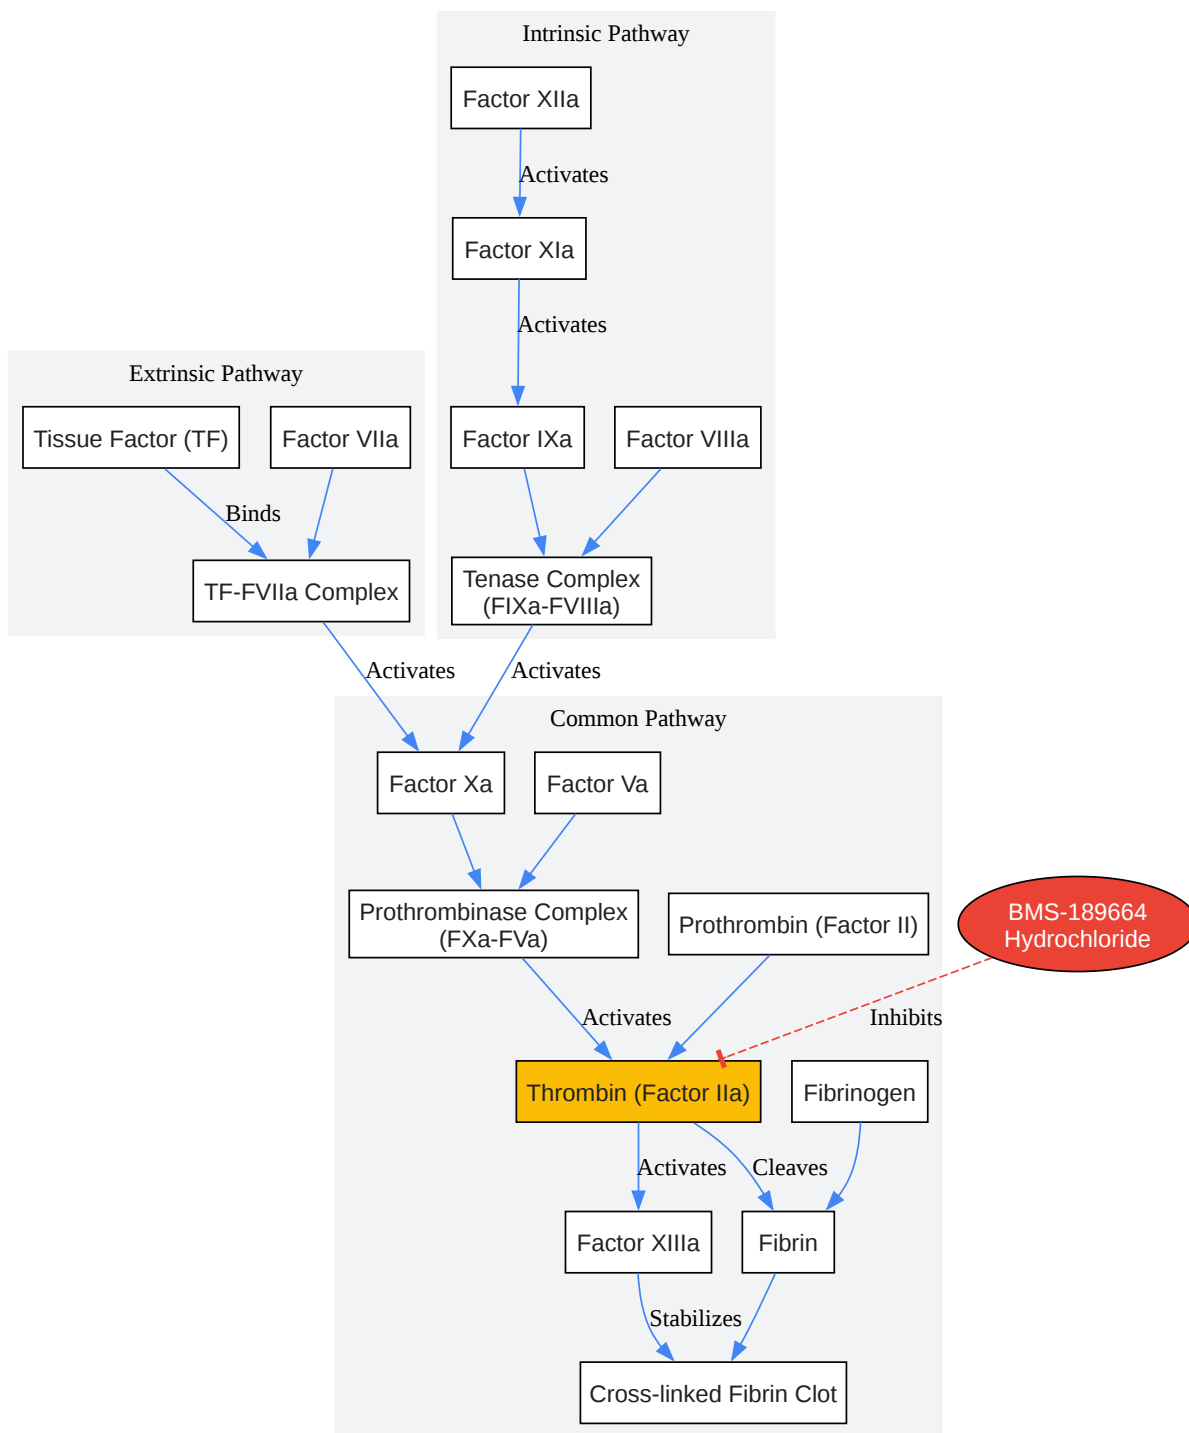 Intrinsic Pathway
Factor XIIa
Activates
Factor XIa
Activates
Extrinsic Pathway
Tissue Factor (TF)
Factor VIIa
Factor IXa
Factor VIIIa
Binds
TF-FVIIa Complex
Tenase Complex
(FIXa-FVIIIa)
Activates
Activates
Common Pathway
Factor Xa
Factor Va
Prothrombinase Complex
(FXa-FVa)
Prothrombin (Factor II)
BMS-189664
Hydrochloride
Activates
Inhibits
Thrombin (Factor IIa)
Fibrinogen
Activates
Cleaves
Factor XIIIa
Fibrin
Stabilizes
Cross-linked Fibrin Clot